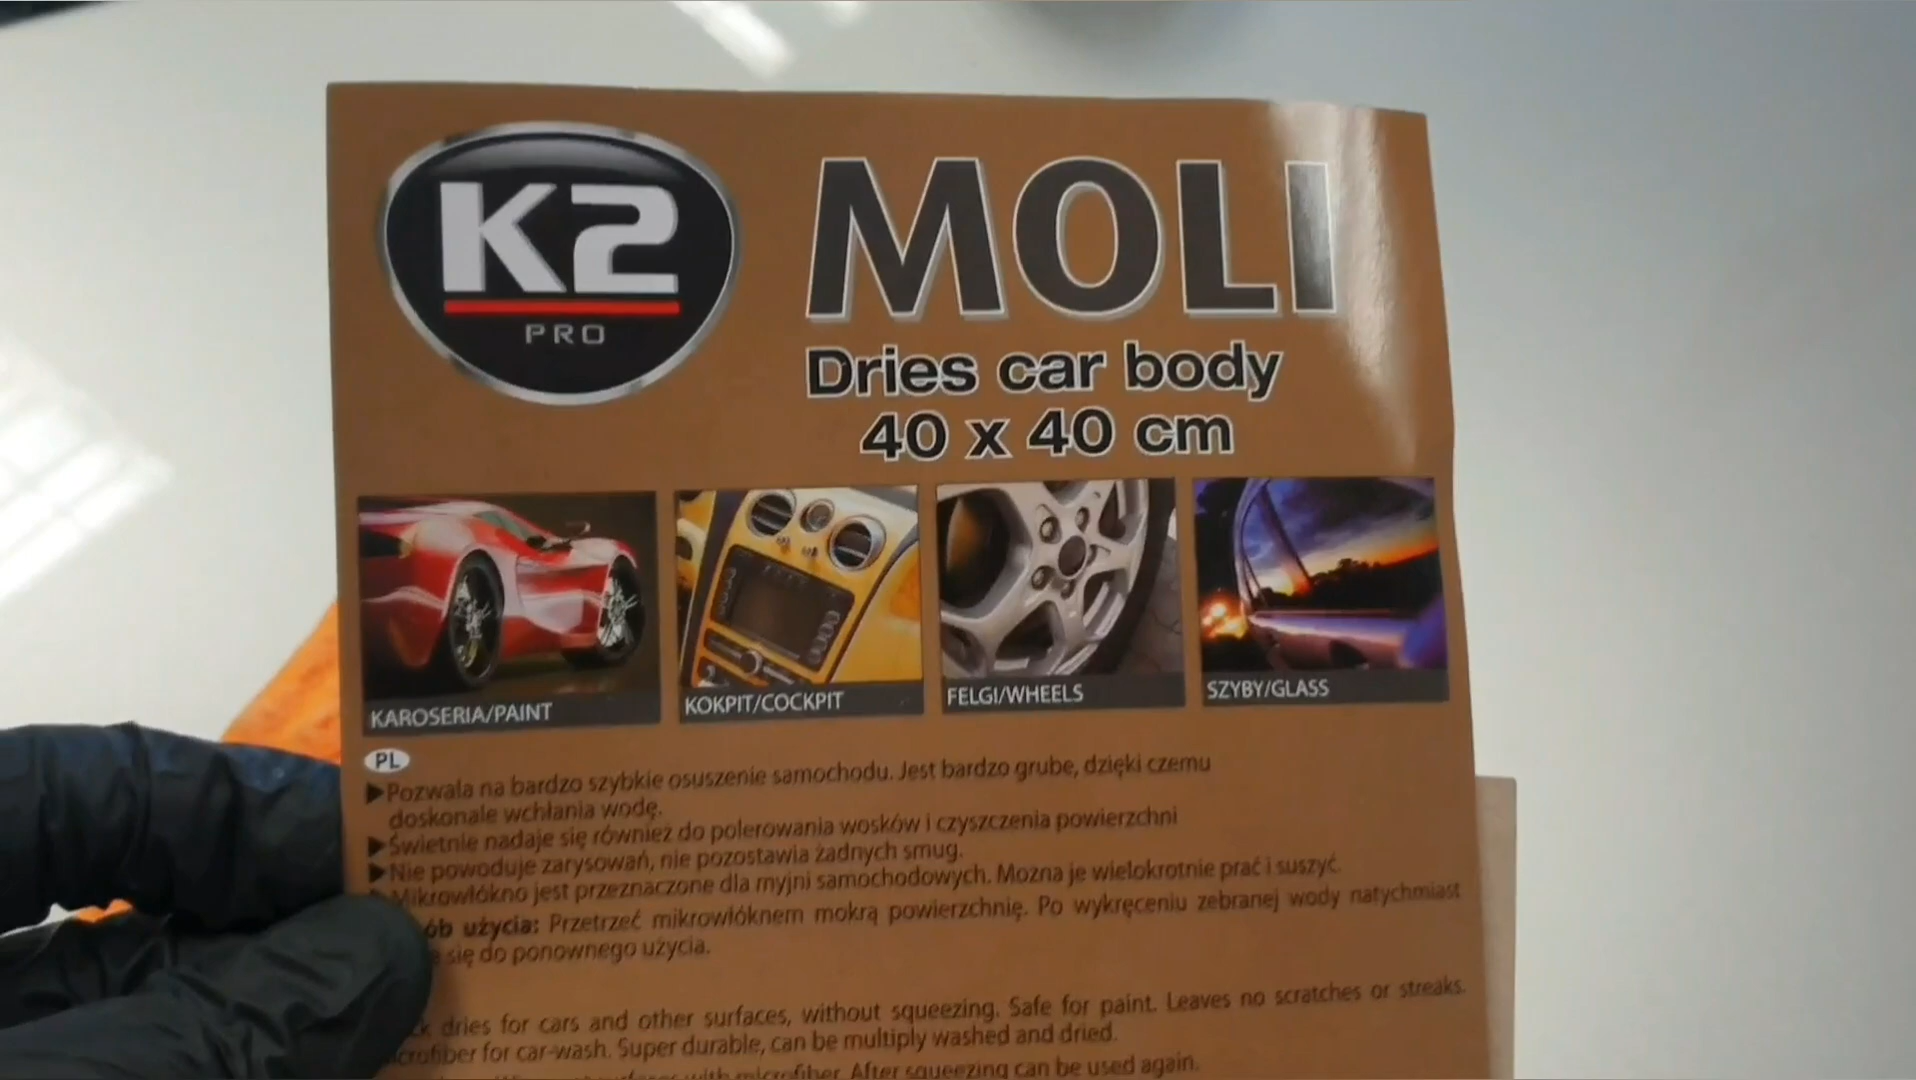 K2
PRO
MOLI
Dries car body
40 x 40 cm
KAROSERIA/PAINT
KOKPIT/COCKPIT
FELGI/WHEELS
SZYBY/GLASS
PL
Pozwala na bardzo szybkie osuszenie samochodu. Jest bardzo grube, dzięki czemu
doskonale wchłania wodę.
Świetnie nadaje się również do polerowania wosków i czyszczenia powierzchni
Nie powoduje zarysowań, nie pozostawia żadnych smug.
Mikrowłókno jest przeznaczone dla myjni samochodowych. Mozna je wielokrotnie prać i suszyć.
użycia: Przetrzeć mikrowłóknem mokrą powierzchnię. Po wykręceniu zebranej wody natychmiast
się do ponownego użycia.
dries for cars and other surfaces, without squeezing. Safe for paint. Leaves no scratches or streaks.
for car-wash. Super durable, can be multiply washed and dried.
with microfiber. After squeezing can be used again.